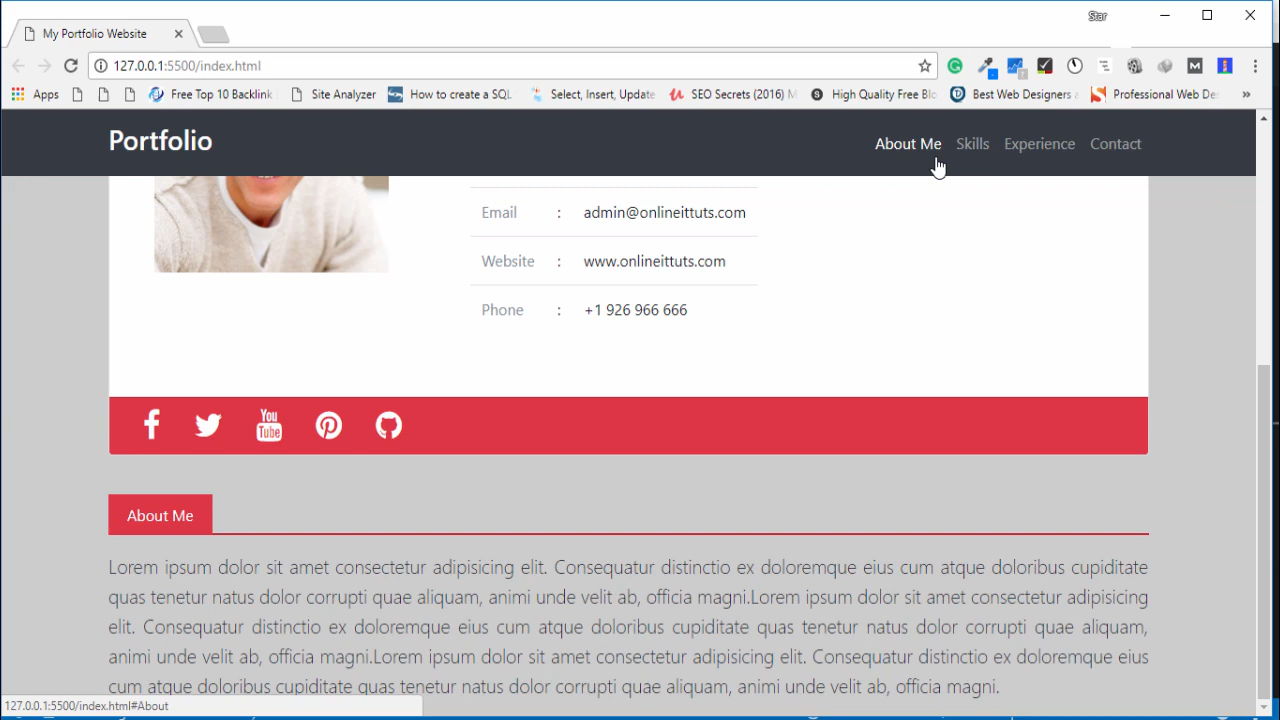 Star
My Portfolio Website
127.0.0.1:5500/index.html
Apps Free Top 10 Backlink Site Analyzer How to create a SQL Select, Insert, Update SEO Secrets (2016) High Quality Free Blo Best Web Designers Professional Web De
Portfolio
About Me Skills Experience Contact
Email : admin@onlineittuts.com
Website : www.onlineittuts.com
Phone : +1 926 966 666
You
Tube
About Me
Lorem ipsum dolor sit amet consectetur adipisicing elit. Consequatur distinctio ex doloremque eius cum atque doloribus cupiditate
quas tenetur natus dolor corrupti quae aliquam, animi unde velit ab, officia magni.Lorem ipsum dolor sit amet consectetur adipisicing
elit. Consequatur distinctio ex doloremque eius cum atque doloribus cupiditate quas tenetur natus dolor corrupti quae aliquam,
animi unde velit ab, officia magni.Lorem ipsum dolor sit amet consectetur adipisicing elit. Consequatur distinctio ex doloremque eius
cum atque doloribus cupiditate quas tenetur natus dolor corrupti quae aliquam, animi unde velit ab, officia magni.
127.0.0.1:5500/index.html#About